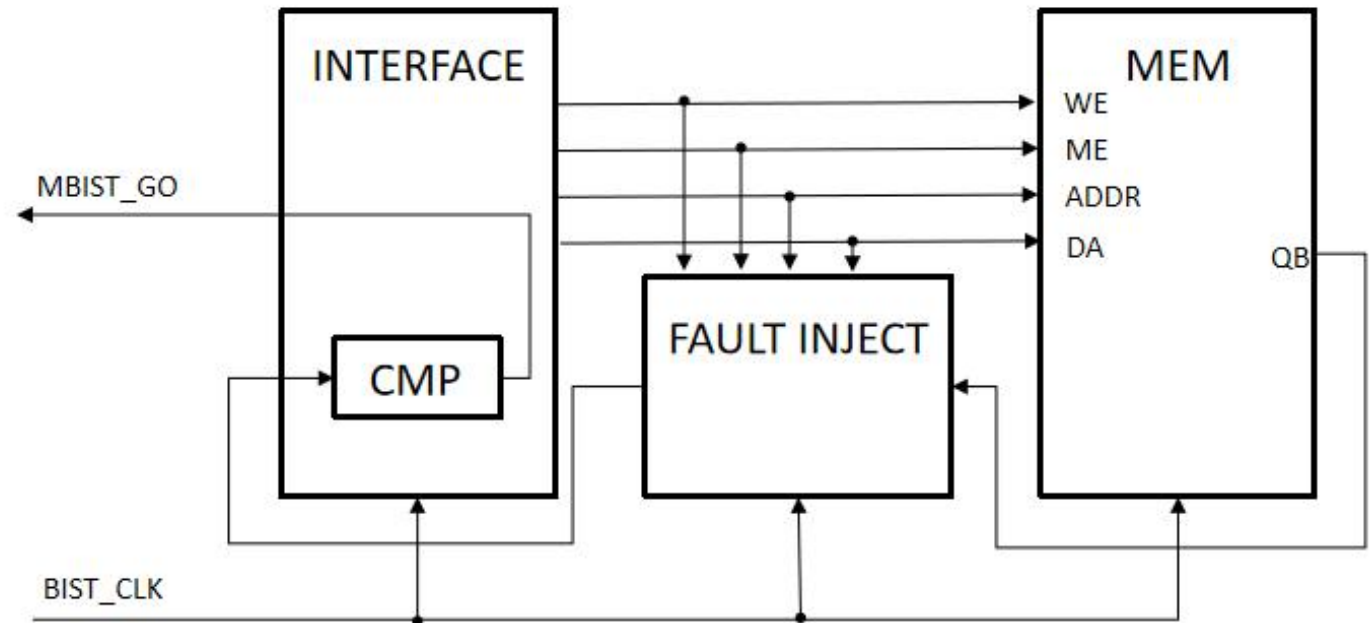 INTERFACE
MEM
WE
ME
MBIST_GO
ADDR
DA
QB
FAULT INJECT
CMP
BIST_CLK